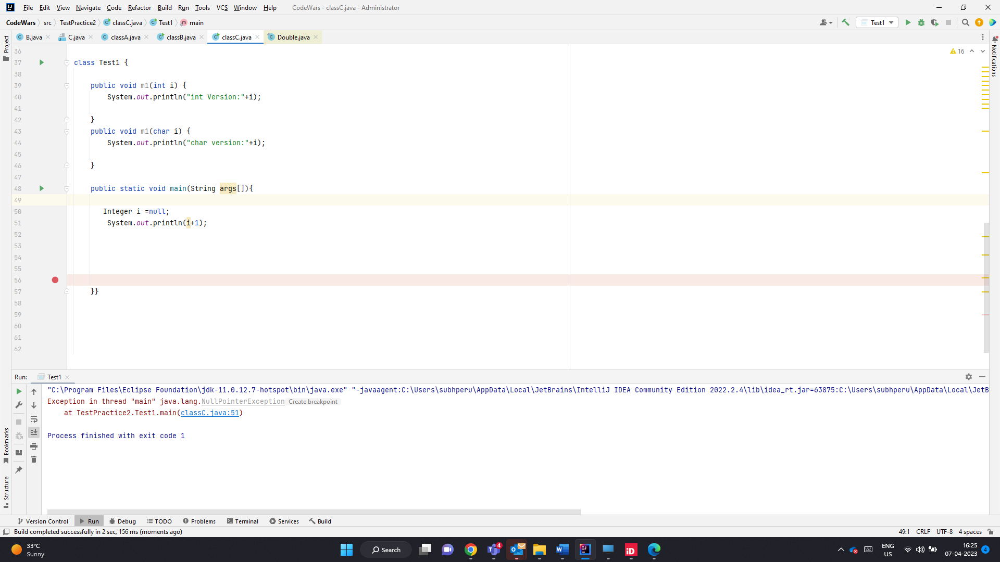 File Edit View Navigate Code Refactor Build Run Tools VCS Window Help CodeWars - classC.java - Administrator
CodeWars src TestPractice2 classC.java Test1 main Test1
B.java C.java classA.java classB.java classC.java Double.java
Project
Notifications
16
36
37 class Test1 {
38
39 public void m1(int i) {
40 System.out.println("int Version:"+i);
41
42 }
43 public void m1(char i) {
44 System.out.println("char version:"+i);
45
46 }
47
48 public static void main(String args[]){
49
50 Integer i =null;
51 System.out.println(i+1);
52
53
54
55
56
57 }}
58
59
60
61
62
Run: Test1
"C:\Program Files\Eclipse Foundation\jdk-11.0.12.7-hotspot\bin\java.exe" "-javaagent:C:\Users\subhperu\AppData\Local\JetBrains\IntelliJ IDEA Community Edition 2022.2.4\lib\idea_rt.jar=63875:C:\Users\subhperu\AppData\Local\JetB
Exception in thread "main" java.lang.NullPointerException Create breakpoint
at TestPractice2.Test1.main(classC.java:51)
Process finished with exit code 1
Bookmarks
Structure
Version Control Run Debug TODO Problems Terminal Services Build
Build completed successfully in 2 sec, 156 ms (moments ago) 49:1 CRLF UTF-8 4 spaces
33°C
Sunny
Search
4
ENG
US
16:25
07-04-2023
4